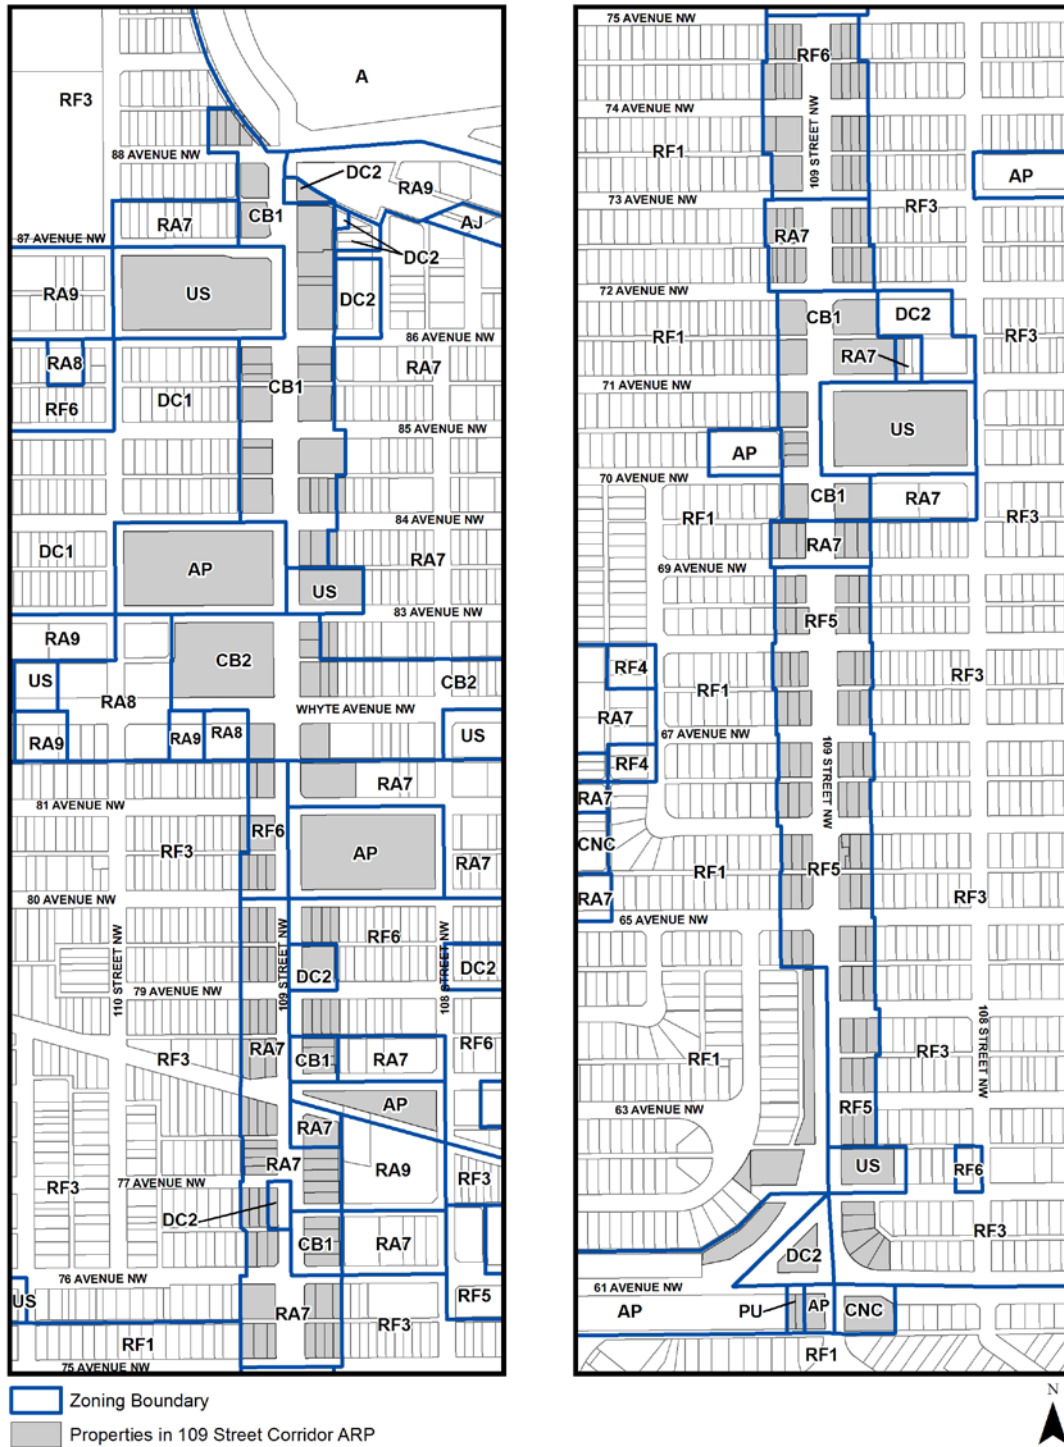 A
RF3
88 AVENUE NW
DC2
RA9
RA7
CB1
AJ
87 AVENUE NW
DC2
RA9
US
DC2
86 AVENUE NW
RA8
RA7
CB1
RF6
DC1
85 AVENUE NW
84 AVENUE NW
DC1
RA7
AP
US
83 AVENUE NW
RA9
CB2
US
CB2
RA8
WHYTE AVENUE NW
RA9
RA9
RA8
US
RA7
81 AVENUE NW
RF6
RF3
AP
RA7
80 AVENUE NW
110 STREET NW
109 STREET NW
108 STREET NW
RF6
DC2
DC2
79 AVENUE NW
RF3
RA7
CB1
RA7
RF6
AP
RA7
RA7
RA9
RF3
77 AVENUE NW
RF3
DC2
CB1
RA7
76 AVENUE NW
US
RA7
RF5
RF3
RF1
75 AVENUE NW
75 AVENUE NW
RF6
74 AVENUE NW
109 STREET NW
RF1
AP
73 AVENUE NW
RF3
RA7
72 AVENUE NW
CB1
DC2
RF1
RF3
RA7
71 AVENUE NW
US
AP
70 AVENUE NW
CB1
RA7
RF1
RF3
RA7
69 AVENUE NW
RF5
RF4
RF3
RF1
RA7
67 AVENUE NW
109 STREET NW
RF4
RA7
CNC
RF1
RF5
RA7
RF3
65 AVENUE NW
108 STREET NW
RF1
RF3
63 AVENUE NW
RF5
US
RF6
RF3
DC2
61 AVENUE NW
AP
PU
AP
CNC
RF1
Zoning Boundary
Properties in 109 Street Corridor ARP
N